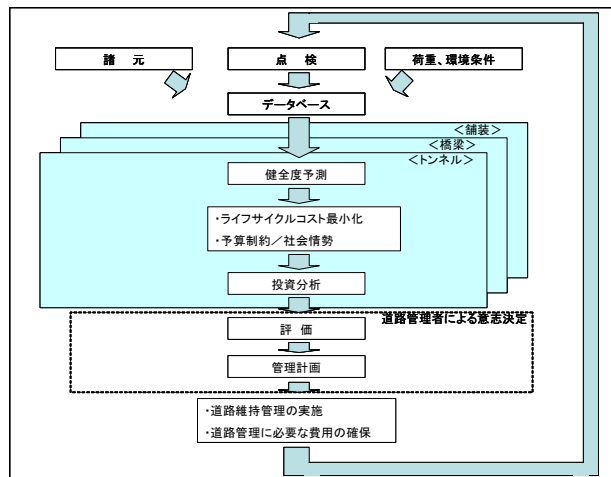 諸　元
点　検
荷重、環境条件
データベース
＜舗装＞
＜橋梁＞
＜トンネル＞
健全度予測
・ライフサイクルコスト最小化
・予算制約／社会情勢
投資分析
道路管理者による意志決定
評　価
管理計画
・道路維持管理の実施
・道路管理に必要な費用の確保